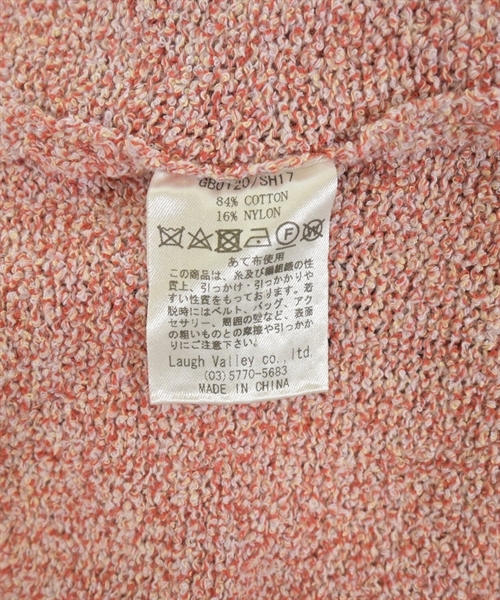 GB0120/SH17
84% COTTON
16% NYLON
あて布使用
この商品は、糸及び編組織の性
質上、引っかけ・引っかかりや
すい性質をもっております。着
脱時にはベルト、バッグ、アク
セサリー、周囲の壁など、表面
の粗いものとの摩擦や引っかか
りにご注意下さい。
Laugh Valley co., ltd.
(03)5770-5683
MADE IN CHINA